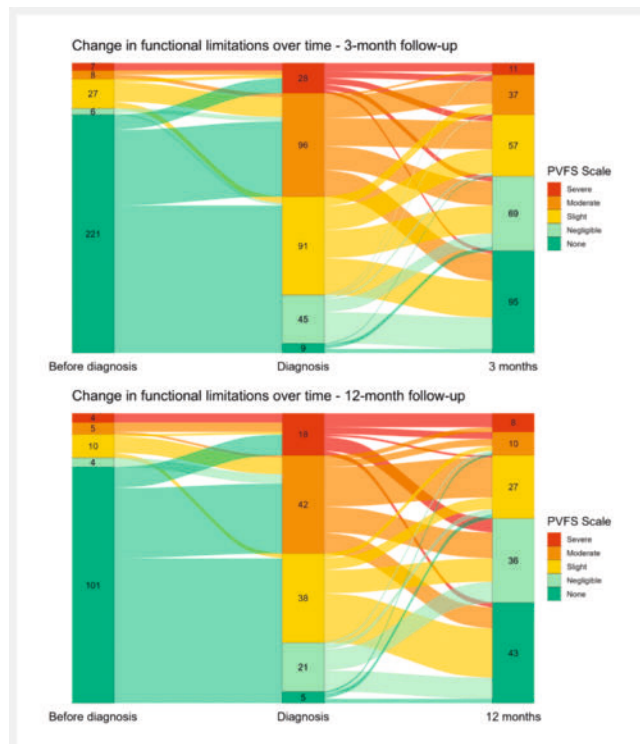 Change in functional limitations over time - 3-month follow-up
7
8
27
6
221
28
96
91
45
9
11
37
57
69
95
PVFS Scale
Severe
Moderate
Slight
Negligible
None
Before diagnosis
Diagnosis
3 months
Change in functional limitations over time - 12-month follow-up
4
5
10
4
101
18
42
38
21
5
8
10
27
36
43
PVFS Scale
Severe
Moderate
Slight
Negligible
None
Before diagnosis
Diagnosis
12 months